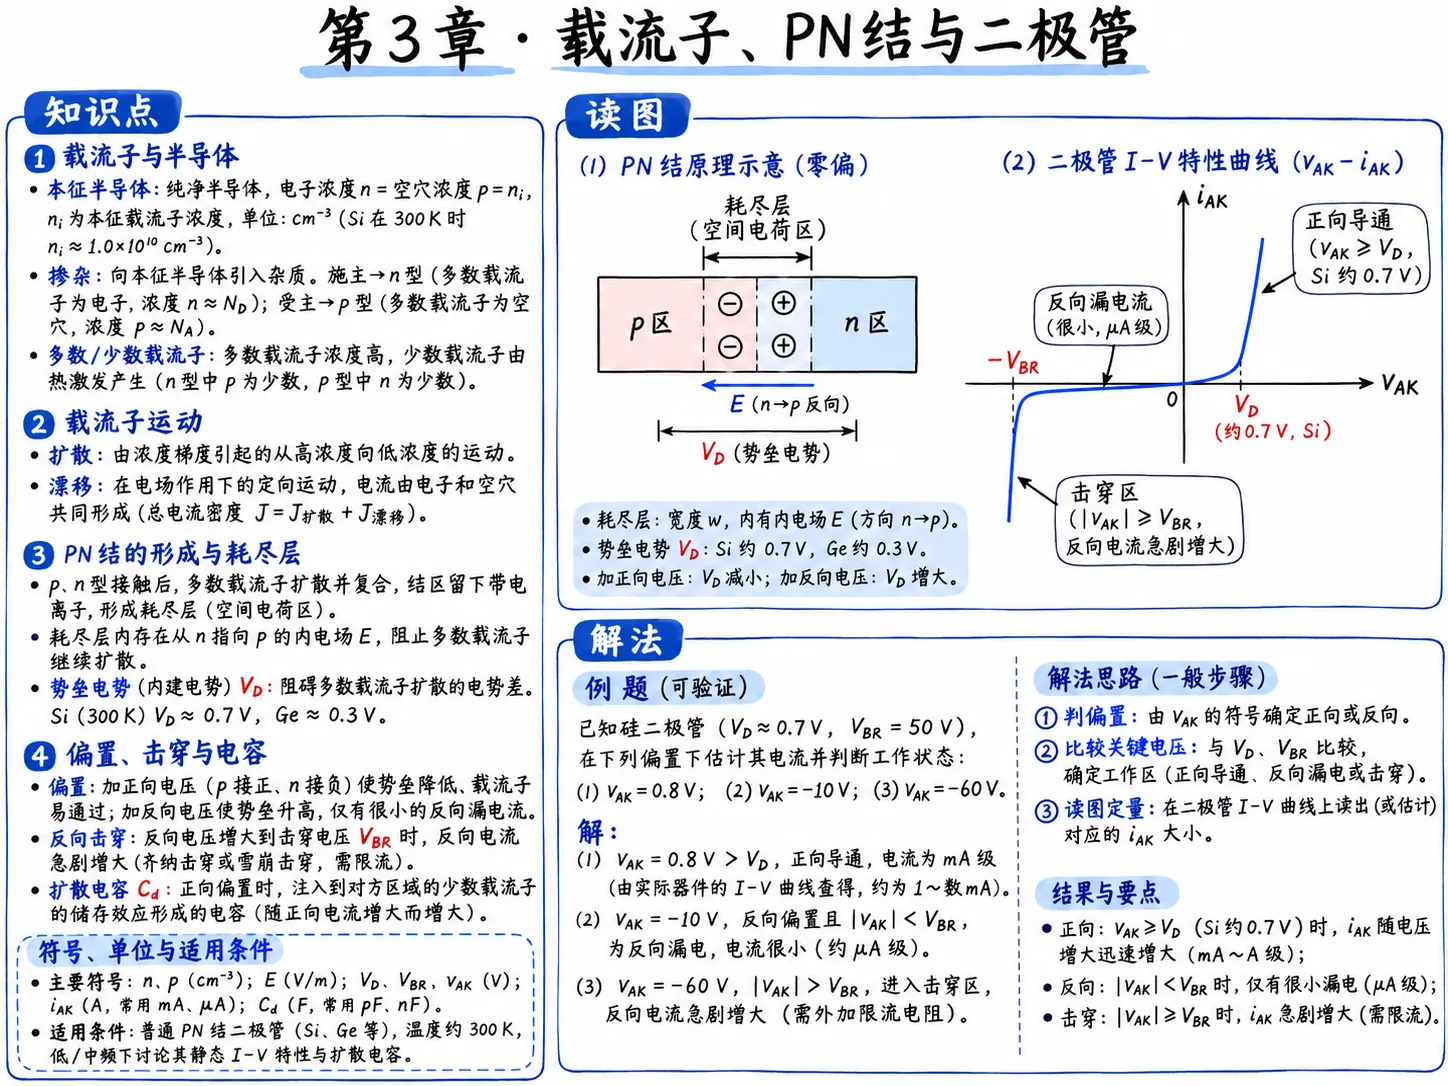 第3章·载流子、PN结与二极管
知识点
1 载流子与半导体
• 本征半导体：纯净半导体，电子浓度 n = 空穴浓度 p = nᵢ，
nᵢ 为本征载流子浓度，单位：cm⁻³（Si 在 300 K 时
nᵢ ≈ 1.0×10¹⁰ cm⁻³）。
• 掺杂：向本征半导体引入杂质。施主→n 型（多数载流
子为电子，浓度 n ≈ N_D）；受主→p 型（多数载流子为空
穴，浓度 p ≈ N_A）。
• 多数/少数载流子：多数载流子浓度高，少数载流子由
热激发产生（n 型中 p 为少数，p 型中 n 为少数）。
2 载流子运动
• 扩散：由浓度梯度引起的从高浓度向低浓度的运动。
• 漂移：在电场作用下的定向运动，电流由电子和空穴
共同形成（总电流密度 J = J扩散 + J漂移）。
3 PN 结的形成与耗尽层
• p、n 型接触后，多数载流子扩散并复合，结区留下带电
离子，形成耗尽层（空间电荷区）。
• 耗尽层内存在从 n 指向 p 的内电场 E，阻止多数载流子
继续扩散。
• 势垒电势（内建电势）V_D：阻碍多数载流子扩散的电势差。
Si (300 K) V_D ≈ 0.7 V，Ge ≈ 0.3 V。
4 偏置、击穿与电容
• 偏置：加正向电压（p 接正、n 接负）使势垒降低、载流子
易通过；加反向电压使势垒升高，仅有很小的反向漏电流。
• 反向击穿：反向电压增大到击穿电压 V_BR 时，反向电流
急剧增大（齐纳击穿或雪崩击穿，需限流）。
• 扩散电容 C_d：正向偏置时，注入到对方区域的少数载流子
的储存效应形成的电容（随正向电流增大而增大）。
符号、单位与适用条件
• 主要符号：n、p (cm⁻³)；E (V/m)；V_D、V_BR、v_AK (V)；
i_AK (A，常用 mA、μA)；C_d (F，常用 pF、nF)。
• 适用条件：普通 PN 结二极管（Si、Ge 等），温度约 300 K，
低/中频下讨论其静态 I-V 特性与扩散电容。
读图
(1) PN 结原理示意（零偏）
耗尽层
（空间电荷区）
p 区
− +
− +
n 区
E (n→p 反向)
V_D (势垒电势)
• 耗尽层：宽度 w，内有内电场 E（方向 n→p）。
• 势垒电势 V_D：Si 约 0.7 V，Ge 约 0.3 V。
• 加正向电压：V_D 减小；加反向电压：V_D 增大。
(2) 二极管 I-V 特性曲线（v_AK - i_AK）
i_AK
正向导通
(v_AK ≥ V_D，
Si 约 0.7 V)
反向漏电流
(很小，μA 级)
-V_BR
0
V_AK
V_D
(约 0.7 V, Si)
击穿区
(|v_AK| ≥ V_BR，
反向电流急剧增大)
解法
例题（可验证）
已知硅二极管（V_D ≈ 0.7 V，V_BR = 50 V），
在下列偏置下估计其电流并判断工作状态：
(1) v_AK = 0.8 V；(2) v_AK = -10 V；(3) v_AK = -60 V。
解：
(1) v_AK = 0.8 V > V_D，正向导通，电流为 mA 级
（由实际器件的 I-V 曲线查得，约为 1～数 mA）。
(2) v_AK = -10 V，反向偏置且 |v_AK| < V_BR，
为反向漏电，电流很小（约 μA 级）。
(3) v_AK = -60 V，|v_AK| > V_BR，进入击穿区，
反向电流急剧增大（需外加限流电阻）。
解法思路（一般步骤）
① 判偏置：由 v_AK 的符号确定正向或反向。
② 比较关键电压：与 V_D、V_BR 比较，
确定工作区（正向导通、反向漏电或击穿）。
③ 读图定量：在二极管 I-V 曲线上读出（或估计）
对应的 i_AK 大小。
结果与要点
• 正向：v_AK ≥ V_D (Si 约 0.7 V) 时，i_AK 随电压
增大迅速增大（mA～A 级）；
• 反向：|v_AK| < V_BR 时，仅有很小漏电（μA 级）；
• 击穿：|v_AK| ≥ V_BR 时，i_AK 急剧增大（需限流）。